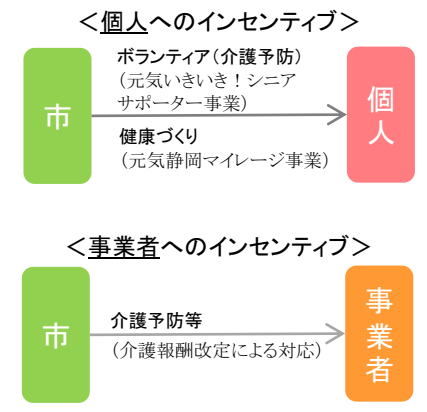 ＜個人へのインセンティブ＞
ボランティア（介護予防）
（元気いきいき！シニア
サポーター事業）
市
個人
健康づくり
（元気静岡マイレージ事業）
＜事業者へのインセンティブ＞
市
介護予防等
（介護報酬改定による対応）
事業者